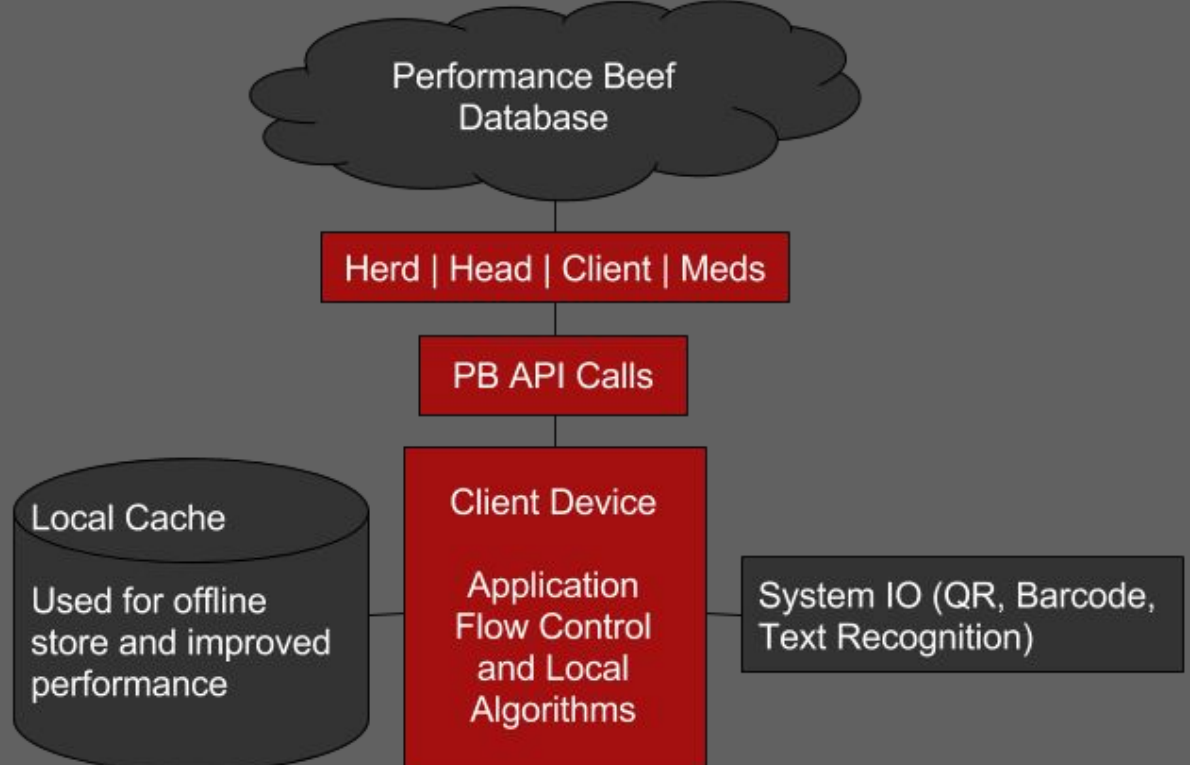 Performance Beef
Database
Herd | Head | Client | Meds
PB API Calls
Client Device
Application
Flow Control
and Local
Algorithms
Local Cache
Used for offline
store and improved
performance
System IO (QR, Barcode,
Text Recognition)